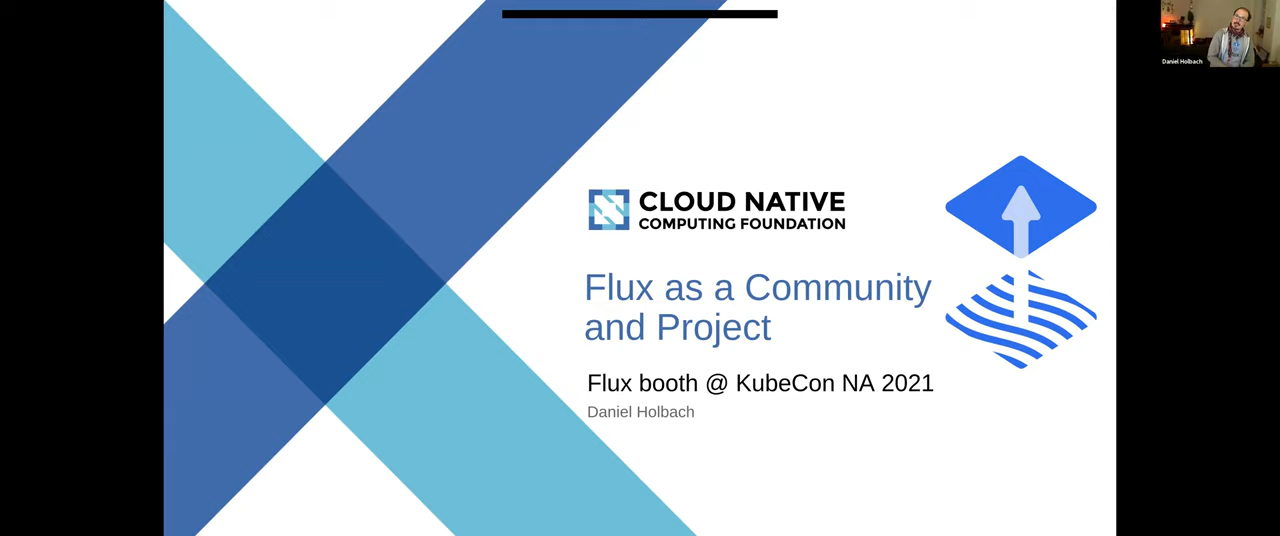 CLOUD NATIVE
COMPUTING FOUNDATION
Flux as a Community
and Project
Flux booth @ KubeCon NA 2021
Daniel Holbach
Daniel Holbach